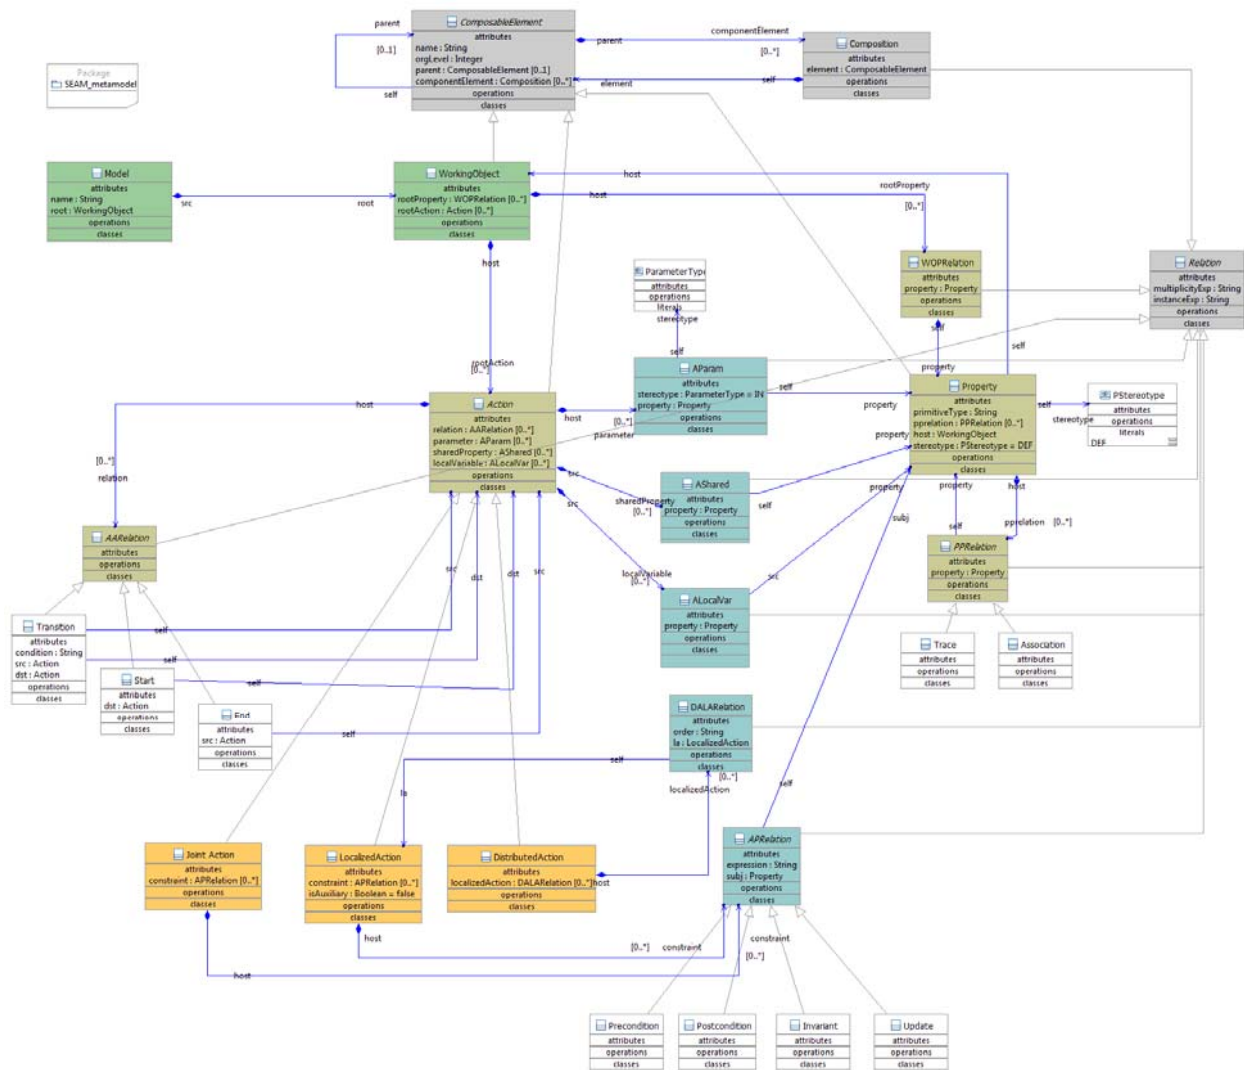 Package
SEAM_metamodel
ComposableElement
attributes
name : String
orgLevel : Integer
parent : ComposableElement [0..1]
componentElement : Composition [0..*]
operations
classes
parent
[0..1]
self
parent
componentElement
[0..*]
self
element
Composition
attributes
element : ComposableElement
operations
classes
Model
attributes
name : String
root : WorkingObject
operations
classes
src
root
WorkingObject
attributes
rootProperty : WOPRelation [0..*]
rootAction : Action [0..*]
operations
classes
host
host
rootProperty
[0..*]
host
rootAction
[0..*]
WOPRelation
attributes
property : Property
operations
classes
self
property
self
Relation
attributes
multiplicityExp : String
instanceExp : String
operations
classes
ParameterType
attributes
operations
literals
stereotype
self
AParam
attributes
stereotype : ParameterType = IN
property : Property
operations
classes
self
property
Property
attributes
primitiveType : String
pprelation : PPRelation [0..*]
host : WorkingObject
stereotype : PStereotype = DEF
operations
classes
self
stereotype
PStereotype
attributes
operations
literals
DEF
Action
attributes
relation : AARelation [0..*]
parameter : AParam [0..*]
sharedProperty : AShared [0..*]
localVariable : ALocalVar [0..*]
operations
classes
host
[0..*]
relation
host
[0..*]
parameter
src
sharedProperty
[0..*]
src
localVariable
[0..*]
AShared
attributes
property : Property
operations
classes
self
property
property
subj
property
self
host
pprelation [0..*]
PPRelation
attributes
property : Property
operations
classes
Trace
attributes
operations
classes
Association
attributes
operations
classes
AARelation
attributes
operations
classes
ALocalVar
attributes
property : Property
operations
classes
src
Transition
attributes
condition : String
src : Action
dst : Action
operations
classes
self
self
src
dst
dst
src
Start
attributes
dst : Action
operations
classes
self
End
attributes
src : Action
operations
classes
self
DALARelation
attributes
order : String
la : LocalizedAction
operations
classes
self
la
[0..*]
localizedAction
self
Joint Action
attributes
constraint : APRelation [0..*]
operations
classes
host
LocalizedAction
attributes
constraint : APRelation [0..*]
isAuxiliary : Boolean = false
operations
classes
host
DistributedAction
attributes
localizedAction : DALARelation [0..*]
operations
classes
host
APRelation
attributes
expression : String
subj : Property
operations
classes
[0..*]
constraint
constraint
[0..*]
Precondition
attributes
operations
classes
Postcondition
attributes
operations
classes
Invariant
attributes
operations
classes
Update
attributes
operations
classes